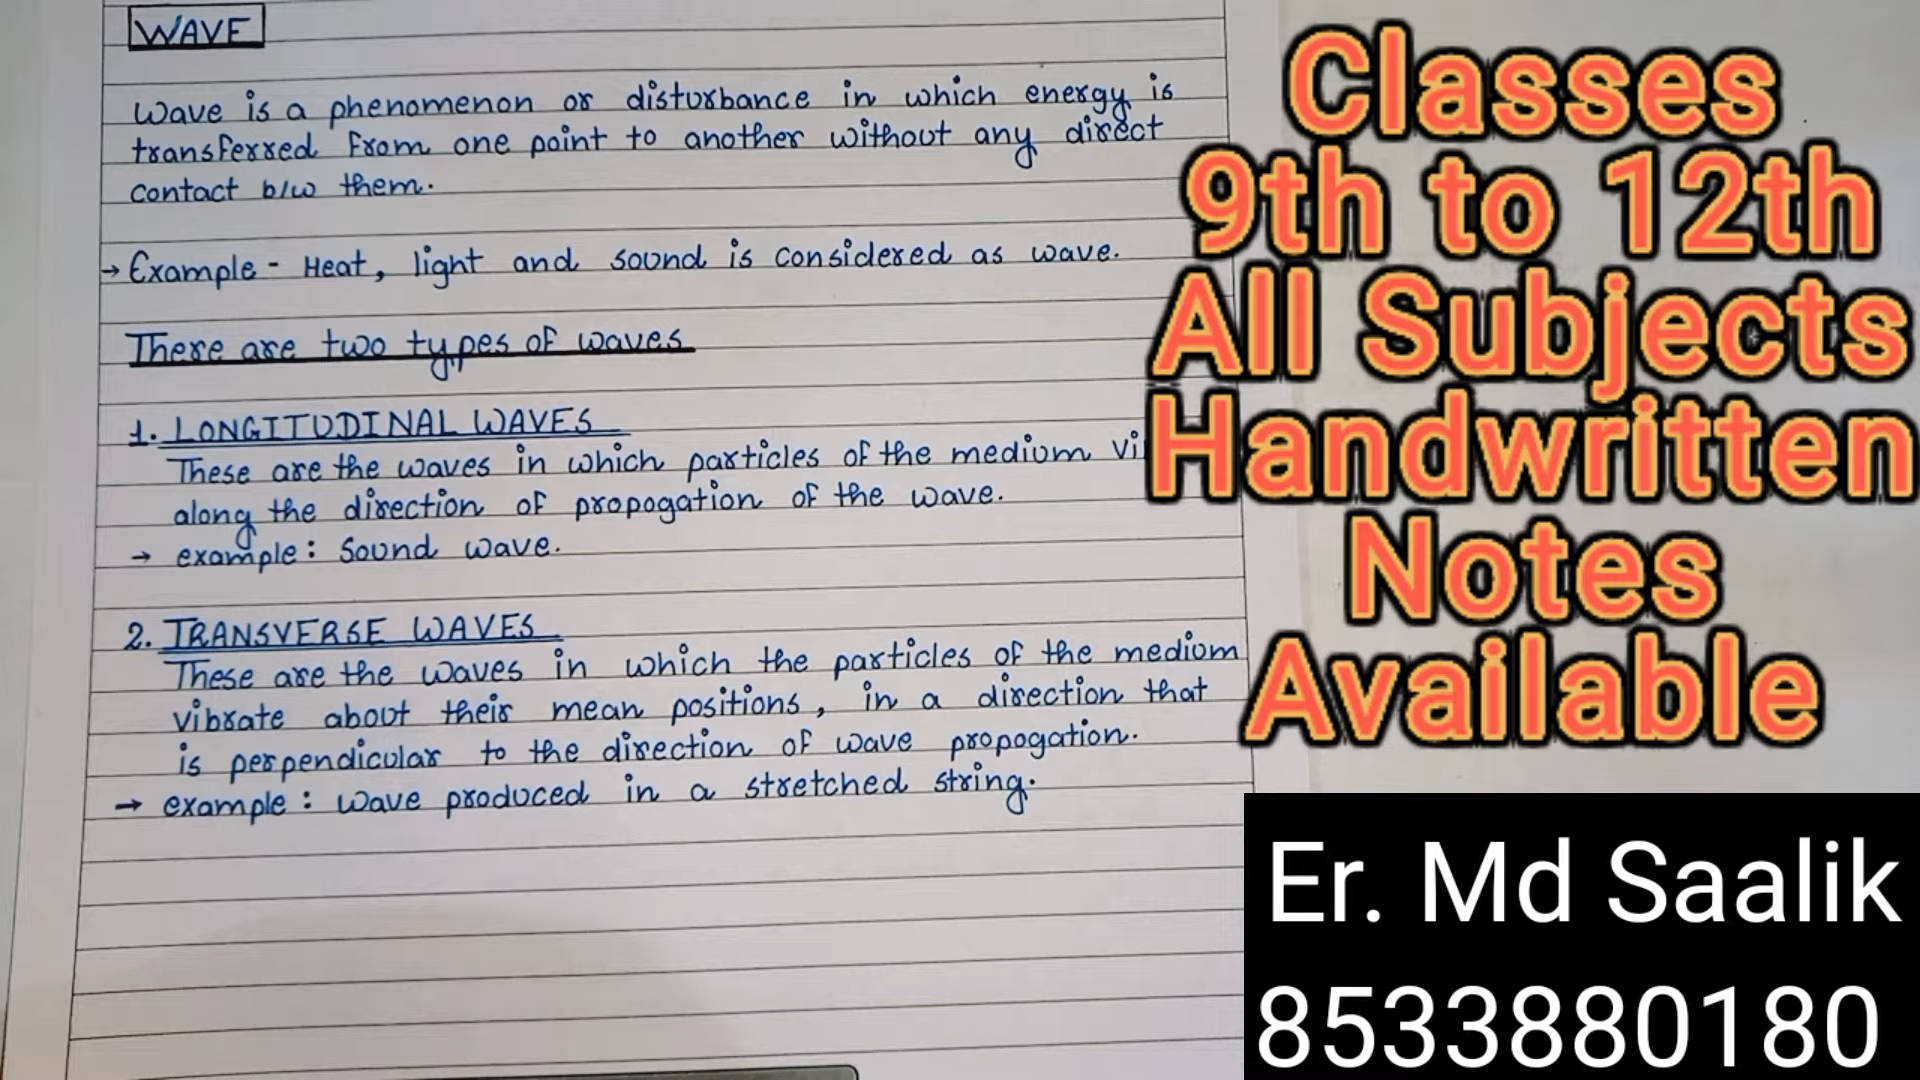 WAVE
Wave is a phenomenon or disturbance in which energy is
transferred from one point to another without any direct
contact b/w them.
→ Example - Heat, light and sound is considered as wave.
There are two types of waves
1. LONGITUDINAL WAVES
These are the waves in which particles of the medium vi
along the direction of propogation of the wave.
→ example: Sound wave.
2. TRANSVERSE WAVES
These are the waves in which the particles of the medium
vibrate about their mean positions, in a direction that
is perpendicular to the direction of wave propogation.
→ example: wave produced in a stretched string.
Classes
9th to 12th
All Subjects
Handwritten
Notes
Available
Er. Md Saalik
8533880180